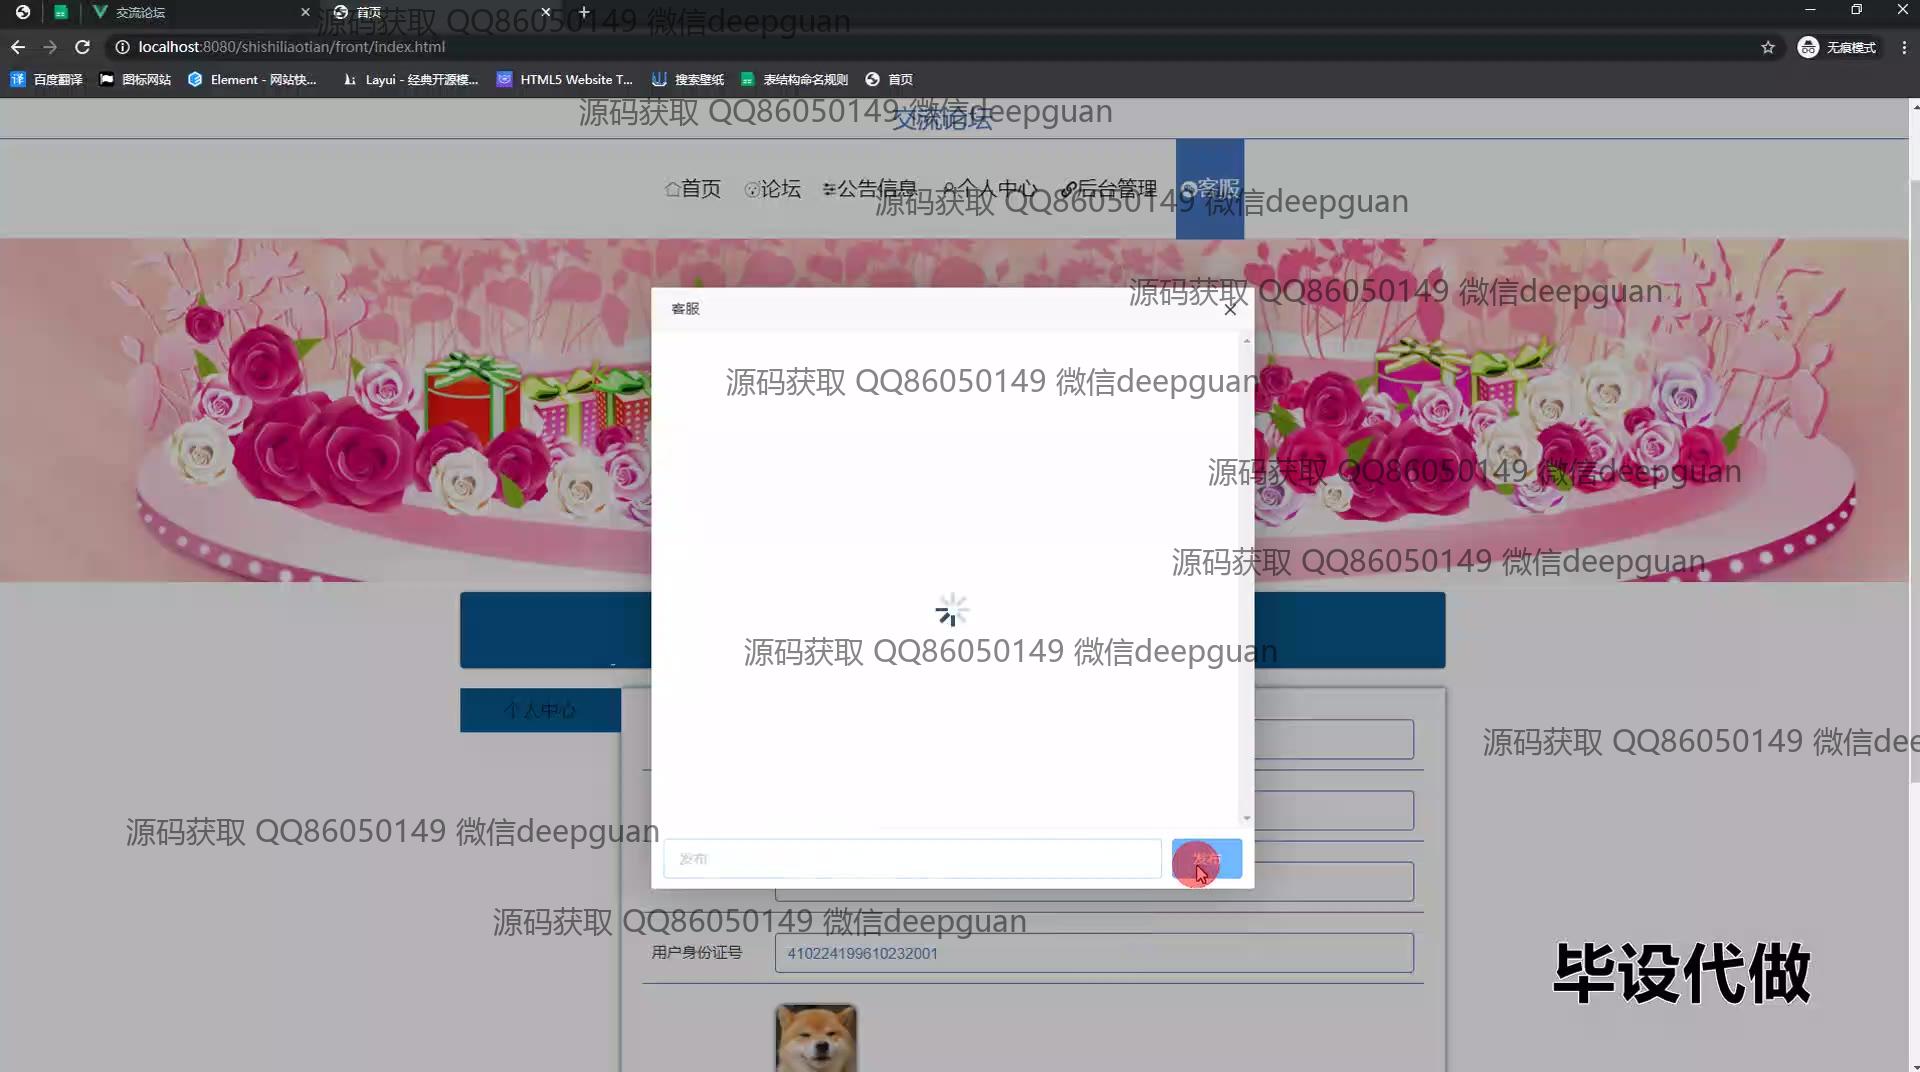 交流论坛
首页
源码获取 QQ86050149 微信deepguan
localhost:8080/shishiliaotian/front/index.html
无痕模式
百度翻译
图标网站
Element - 网站快...
Layui - 经典开源模...
HTML5 Website T...
搜索壁纸
表结构命名规则
首页
源码获取 QQ86050149 微信deepguan
交流论坛
首页
论坛
公告信息
个人中心
后台管理
客服
源码获取 QQ86050149 微信deepguan
源码获取 QQ86050149 微信deepguan
客服
源码获取 QQ86050149 微信deepguan
源码获取 QQ86050149 微信deepguan
源码获取 QQ86050149 微信deepguan
源码获取 QQ86050149 微信deepguan
个人中心
源码获取 QQ86050149 微信dee
源码获取 QQ86050149 微信deepguan
发布
发布
源码获取 QQ86050149 微信deepguan
用户身份证号
410224199610232001
毕设代做